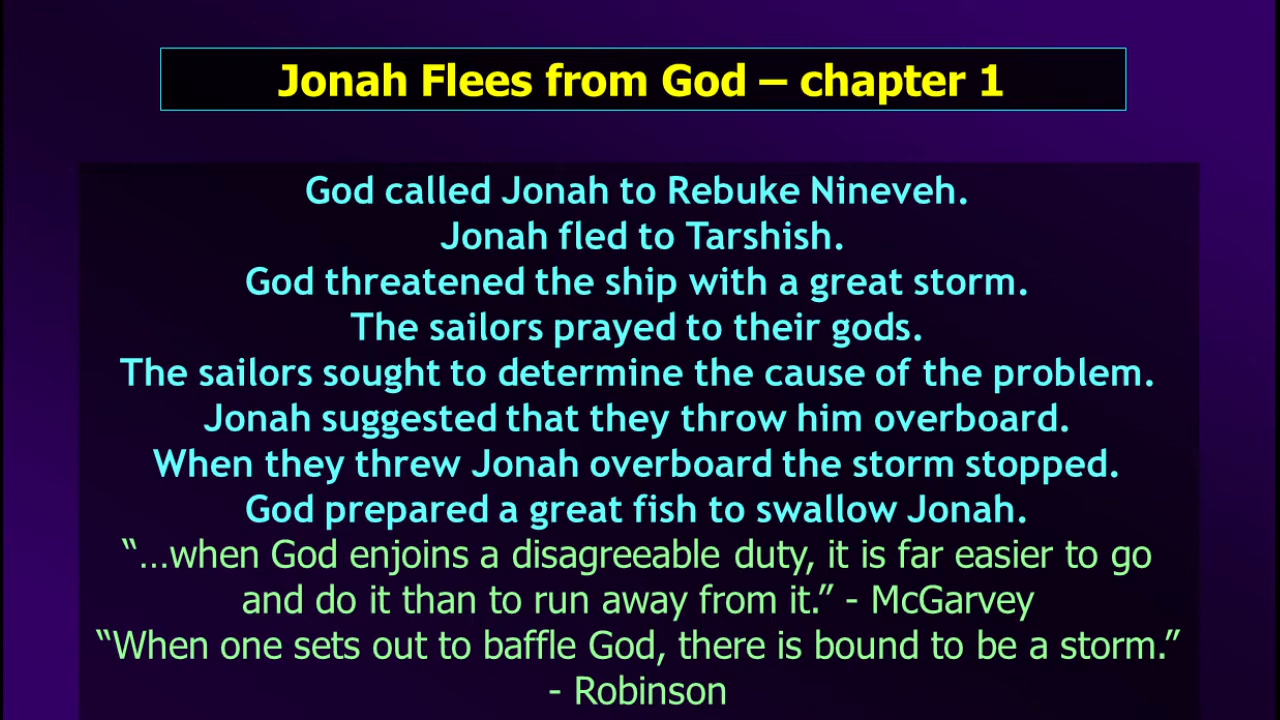 Jonah Flees from God – chapter 1
God called Jonah to Rebuke Nineveh.
Jonah fled to Tarshish.
God threatened the ship with a great storm.
The sailors prayed to their gods.
The sailors sought to determine the cause of the problem.
Jonah suggested that they throw him overboard.
When they threw Jonah overboard the storm stopped.
God prepared a great fish to swallow Jonah.
“…when God enjoins a disagreeable duty, it is far easier to go
and do it than to run away from it.” - McGarvey
“When one sets out to baffle God, there is bound to be a storm.”
- Robinson